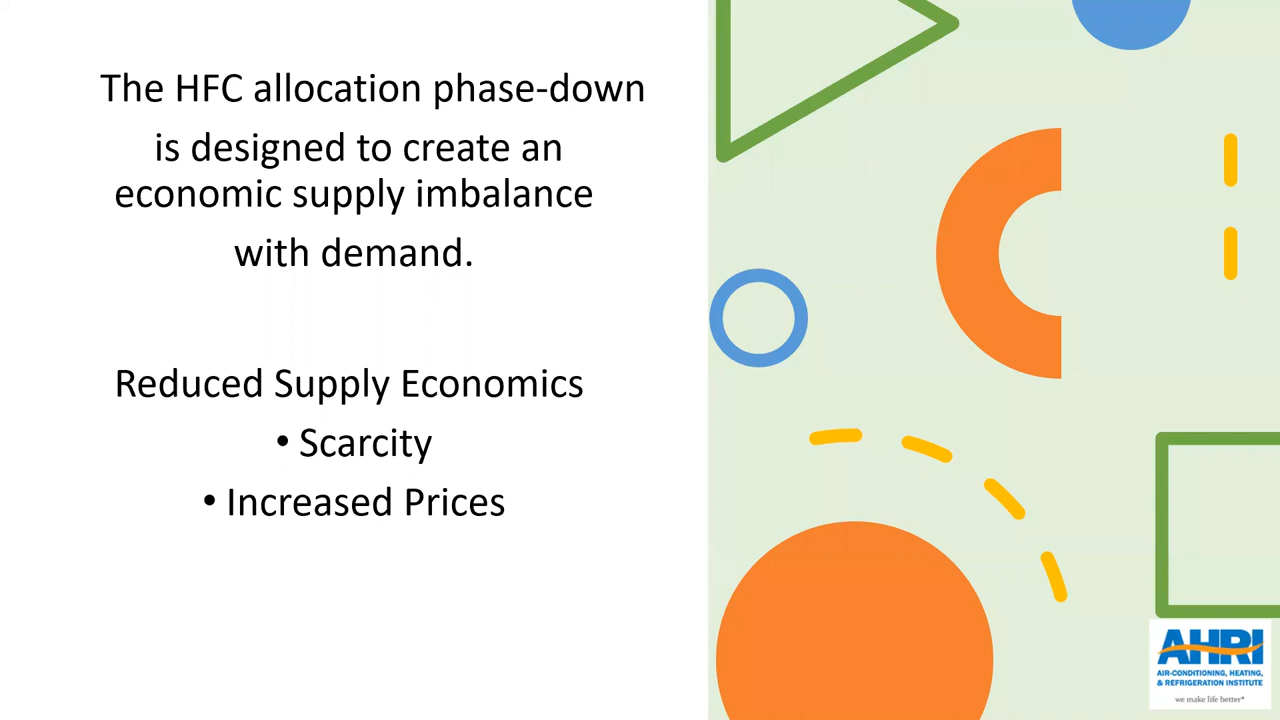 The HFC allocation phase-down
is designed to create an
economic supply imbalance
with demand.
Reduced Supply Economics
• Scarcity
• Increased Prices
AHRI
AIR-CONDITIONING, HEATING,
& REFRIGERATION INSTITUTE
we make life better*